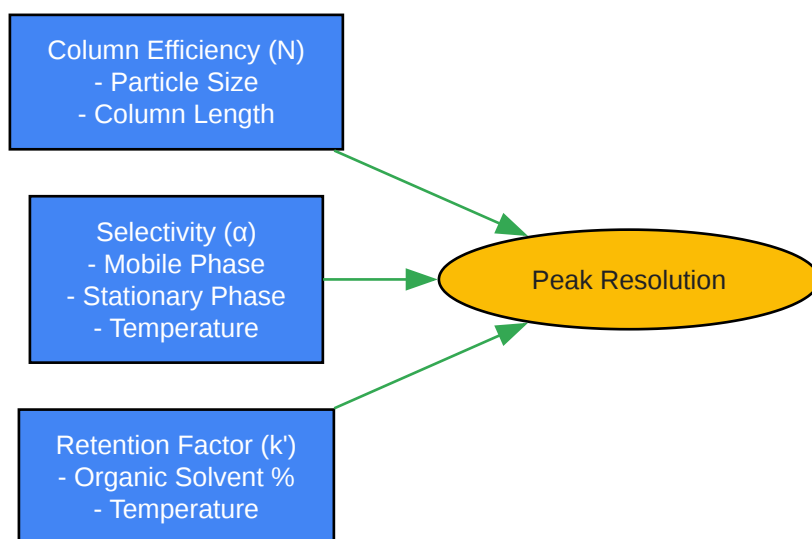 Column Efficiency (N)
- Particle Size
- Column Length
Selectivity (α)
- Mobile Phase
- Stationary Phase
- Temperature
Peak Resolution
Retention Factor (k')
- Organic Solvent %
- Temperature